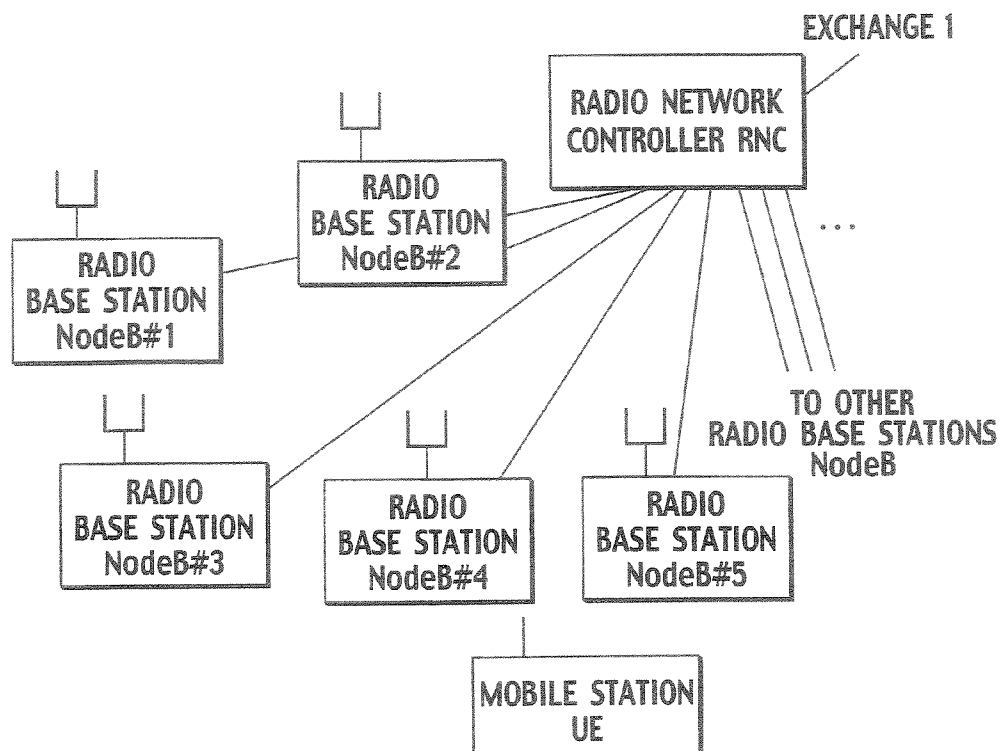 EXCHANGE 1
RADIO NETWORK
CONTROLLER RNC
RADIO
BASE STATION
NodeB#2
RADIO
BASE STATION
NodeB#1
...
TO OTHER
RADIO BASE STATIONS
NodeB
RADIO
BASE STATION
NodeB#3
RADIO
BASE STATION
NodeB#4
RADIO
BASE STATION
NodeB#5
MOBILE STATION
UE